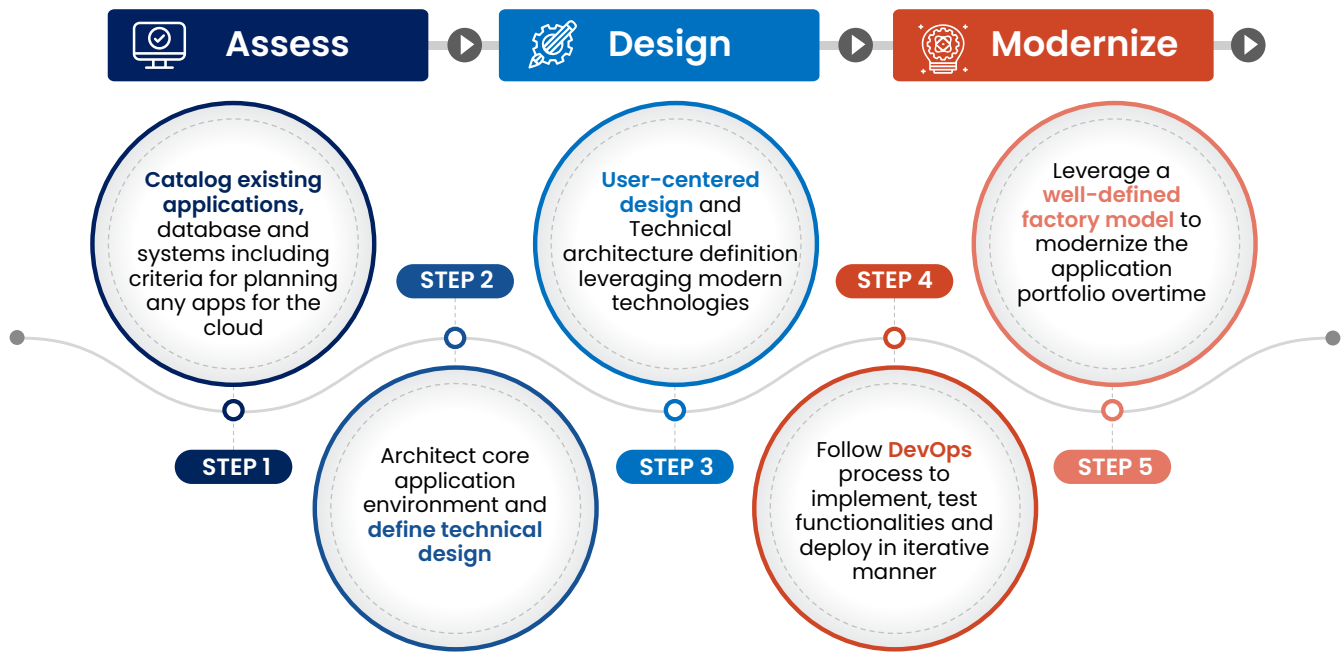 Assess
Design
Modernize
Catalog existing
applications,
database and
systems including
criteria for planning
any apps for the
cloud
STEP 1
STEP 2
Architect core
application
environment and
define technical
design
User-centered
design and
Technical
architecture definition
leveraging modern
technologies
STEP 3
STEP 4
Follow DevOps
process to
implement, test
functionalities and
deploy in iterative
manner
Leverage a
well-defined
factory model to
modernize the
application
portfolio overtime
STEP 5